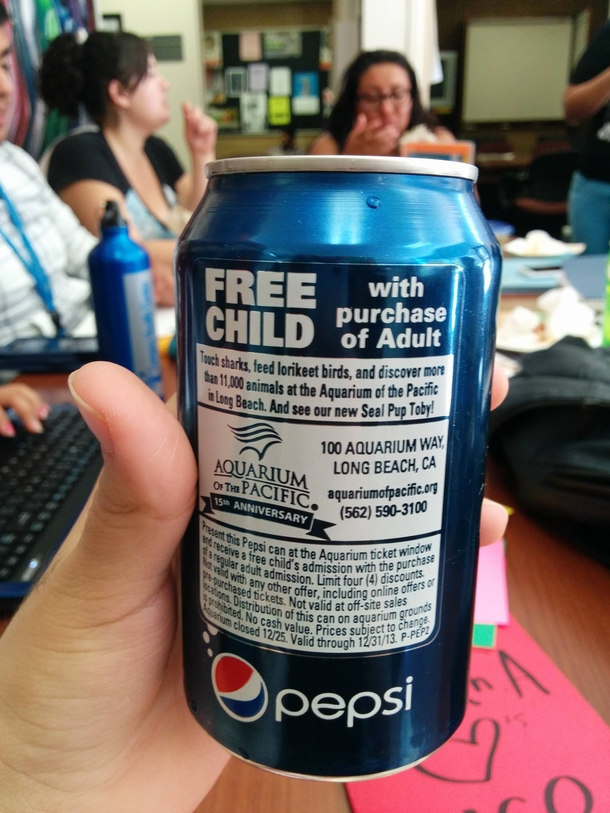 FREE
CHILD
with
purchase
of Adult
Touch sharks, feed lorikeet birds, and discover more
than 11,000 animals at the Aquarium of the Pacific
in Long Beach. And see our new Seal Pup Toby!
AQUARIUM
OF THE PACIFIC
15th ANNIVERSARY
100 AQUARIUM WAY,
LONG BEACH, CA
aquariumofpacific.org
(562) 590-3100
Present this Pepsi can at the Aquarium ticket window
and receive a free child's admission with the purchase
of a regular adult admission. Limit four (4) discounts.
Not valid with any other offer, including online offers or
pre-purchased tickets. Not valid at off-site sales
locations. Distribution of this can on aquarium grounds
is prohibited. No cash value. Prices subject to change.
Aquarium closed 12/25. Valid through 12/31/13. P-PEP2
pepsi
in A
's